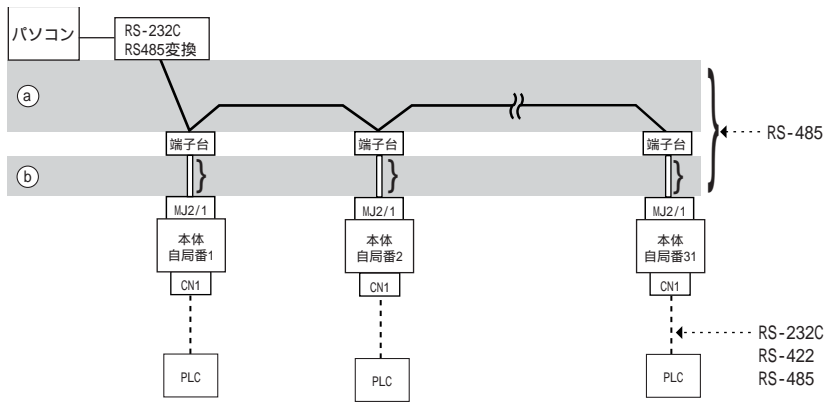 パソコン
RS-232C
RS485変換
ⓐ
端子台
端子台
端子台
RS-485
ⓑ
MJ2/1
MJ2/1
MJ2/1
本体
自局番1
本体
自局番2
本体
自局番31
CN1
CN1
CN1
RS-232C
RS-422
RS-485
PLC
PLC
PLC